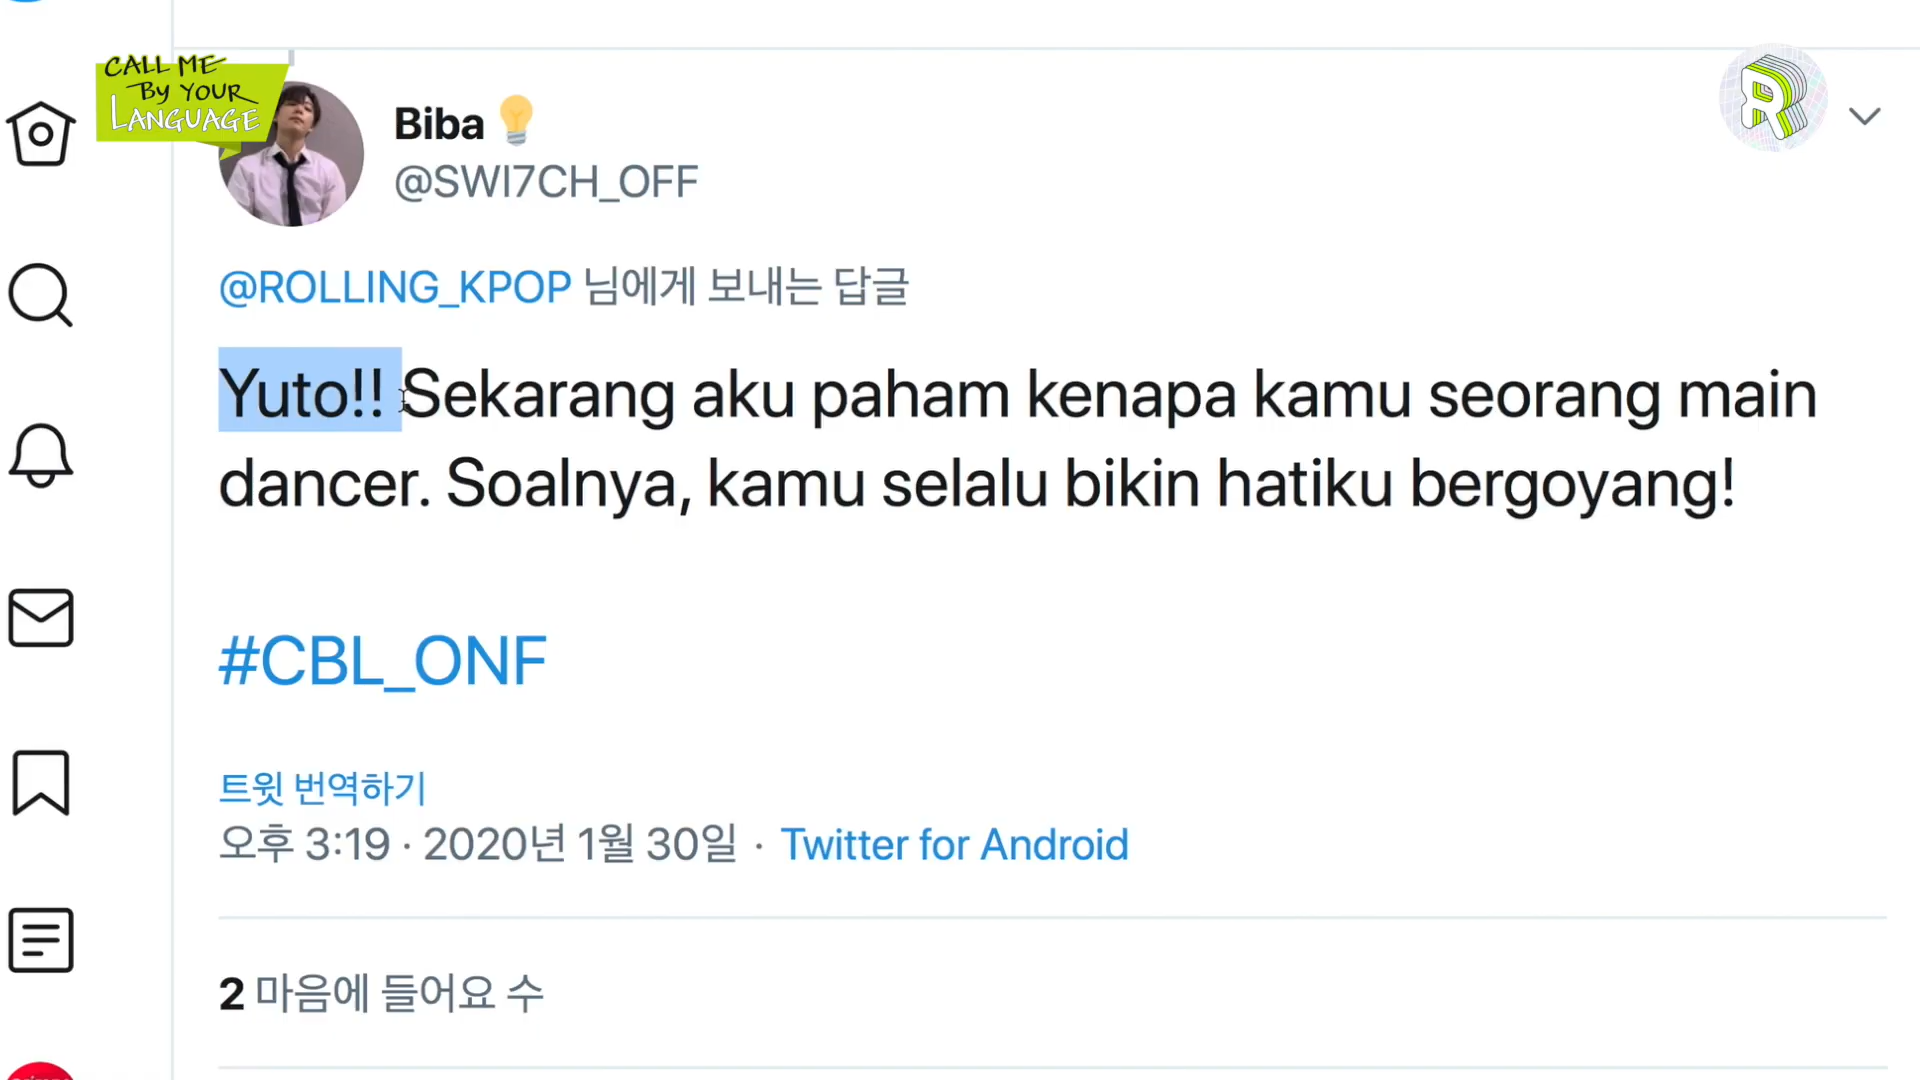 CALL ME
By YOUR
LANGUAGE
R
Biba
@SWI7CH_OFF
@ROLLING_KPOP 님에게 보내는 답글
Yuto!! Sekarang aku paham kenapa kamu seorang main
dancer. Soalnya, kamu selalu bikin hatiku bergoyang!
#CBL_ONF
트윗 번역하기
오후 3:19 · 2020년 1월 30일 · Twitter for Android
2 마음에 들어요 수